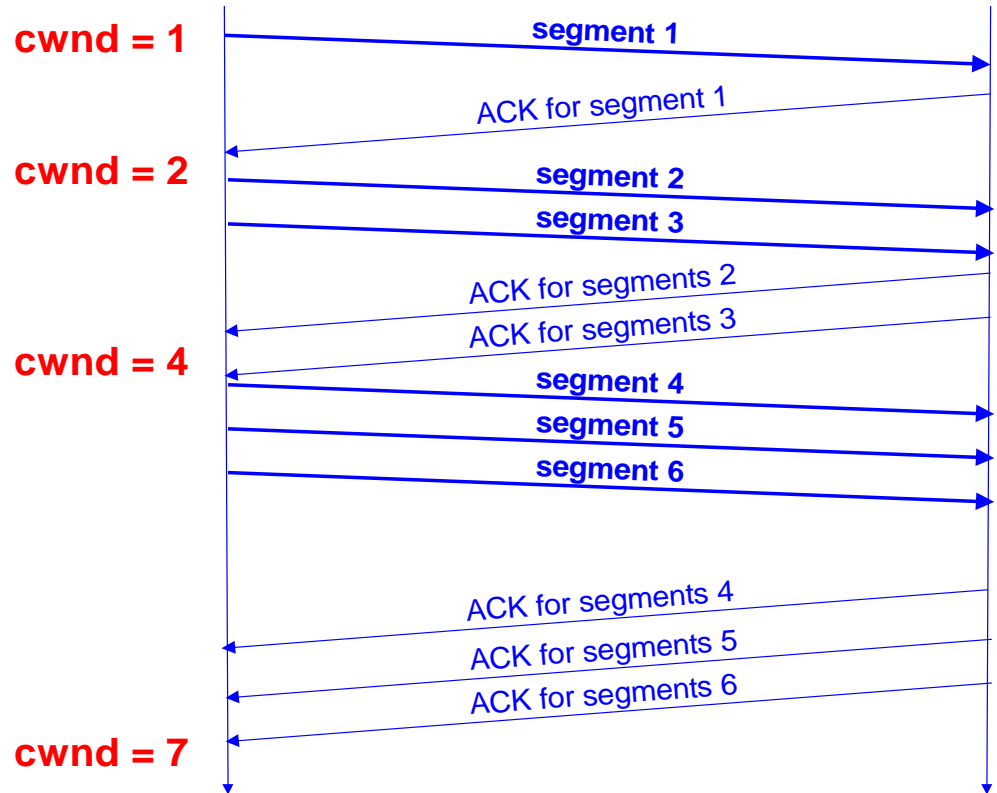 cwnd = 1
segment 1
ACK for segment 1
cwnd = 2
segment 2
segment 3
ACK for segments 2
ACK for segments 3
cwnd = 4
segment 4
segment 5
segment 6
ACK for segments 4
ACK for segments 5
ACK for segments 6
cwnd = 7